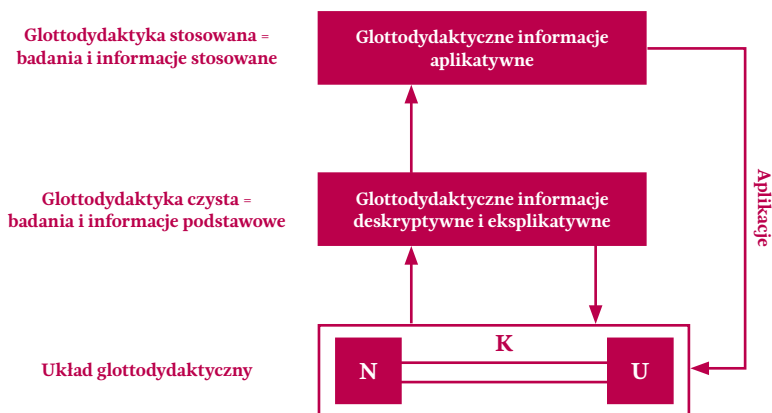 Glottodydaktyka stosowana =
badania i informacje stosowane
Glottodydaktyczne informacje
aplikatywne
Glottodydaktyka czysta =
badania i informacje podstawowe
Glottodydaktyczne informacje
deskryptywne i eksplikatywne
Aplikacje
Układ glottodydaktyczny
N
K
U